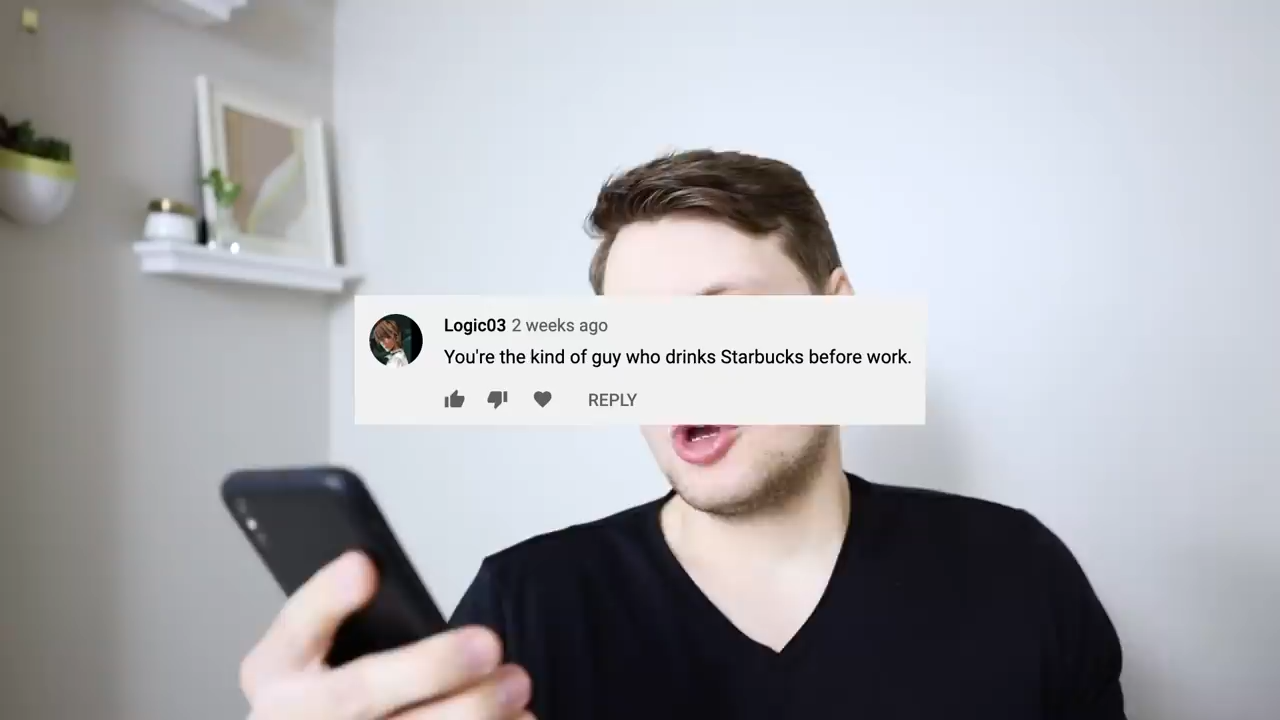 Logic03 2 weeks ago
You're the kind of guy who drinks Starbucks before work.
REPLY